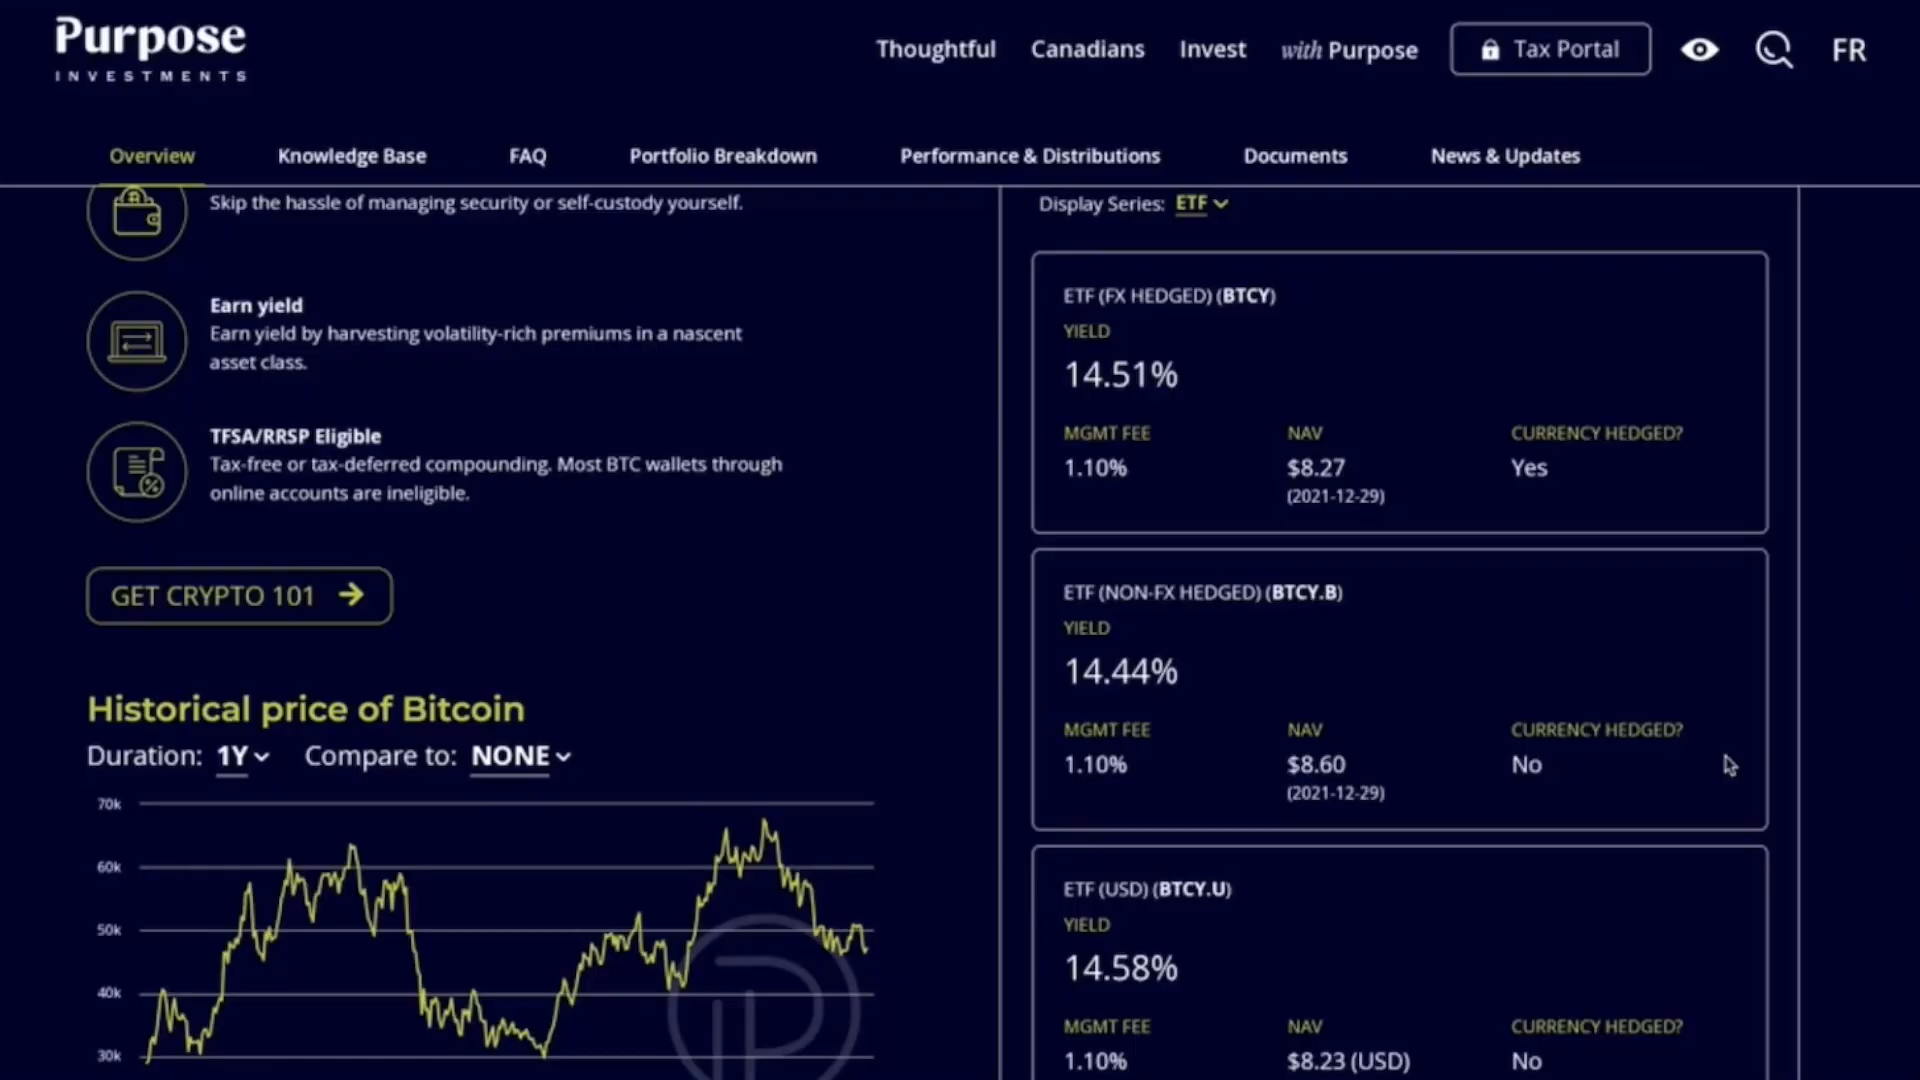 Purpose
INVESTMENTS
Thoughtful
Canadians
Invest
with Purpose
Tax Portal
FR
Overview
Knowledge Base
FAQ
Portfolio Breakdown
Performance & Distributions
Documents
News & Updates
Skip the hassle of managing security or self-custody yourself.
Earn yield
Earn yield by harvesting volatility-rich premiums in a nascent
asset class.
TFSA/RRSP Eligible
Tax-free or tax-deferred compounding. Most BTC wallets through
online accounts are ineligible.
GET CRYPTO 101
Historical price of Bitcoin
Duration: 1Y Compare to: NONE
70k
60k
50k
40k
30k
Display Series: ETF
ETF (FX HEDGED) (BTCY)
YIELD
14.51%
MGMT FEE NAV CURRENCY HEDGED?
1.10% $8.27 Yes
(2021-12-29)
ETF (NON-FX HEDGED) (BTCY.B)
YIELD
14.44%
MGMT FEE NAV CURRENCY HEDGED?
1.10% $8.60 No
(2021-12-29)
ETF (USD) (BTCY.U)
YIELD
14.58%
MGMT FEE NAV CURRENCY HEDGED?
1.10% $8.23 (USD) No